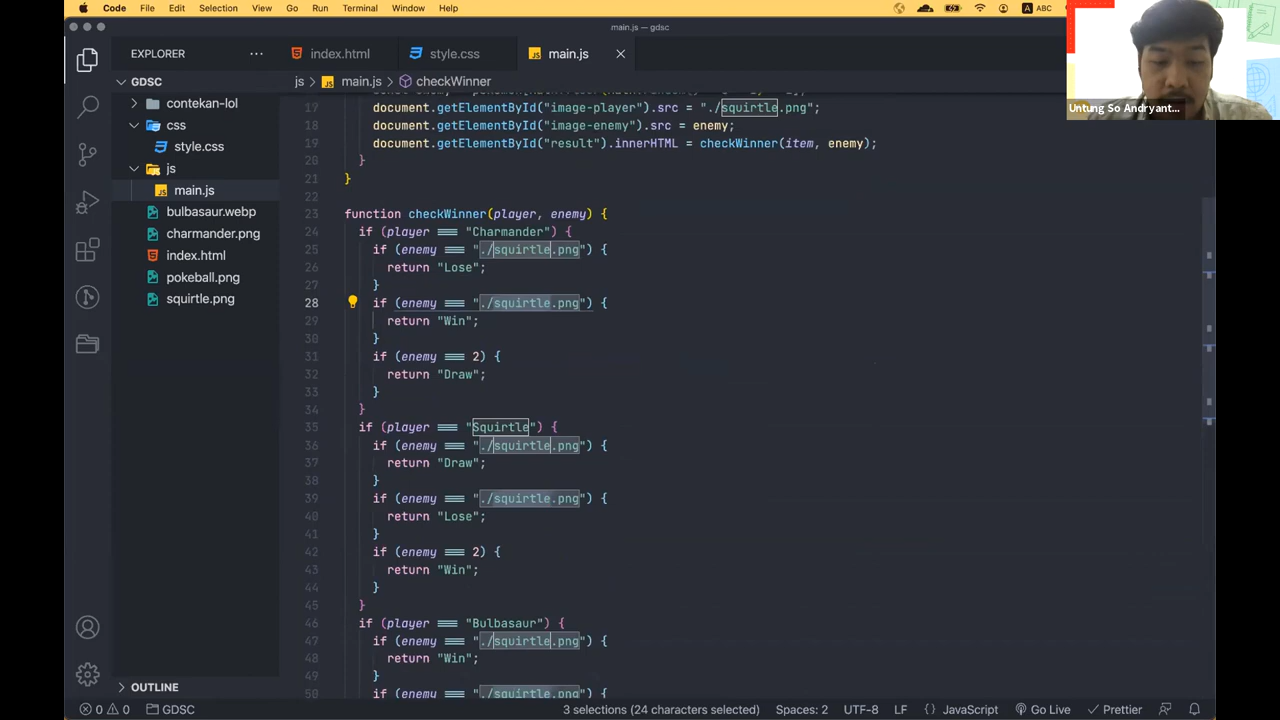 Code File Edit Selection View Go Run Terminal Window Help ABC
main.js — gdsc
EXPLORER
index.html style.css main.js
GDSC
js > main.js > checkWinner
contekan-lol
css
style.css
js
main.js
bulbasaur.webp
charmander.png
index.html
pokeball.png
squirtle.png
OUTLINE
19 document.getElementById("image-player").src = "./squirtle.png";
18 document.getElementById("image-enemy").src = enemy;
19 document.getElementById("result").innerHTML = checkWinner(item, enemy);
20 }
21 }
22
23 function checkWinner(player, enemy) {
24 if (player === "Charmander") {
25 if (enemy === "./squirtle.png") {
26 return "Lose";
27 }
28 if (enemy === "./squirtle.png") {
29 return "Win";
30 }
31 if (enemy === 2) {
32 return "Draw";
33 }
34 }
35 if (player === "Squirtle") {
36 if (enemy === "./squirtle.png") {
37 return "Draw";
38 }
39 if (enemy === "./squirtle.png") {
40 return "Lose";
41 }
42 if (enemy === 2) {
43 return "Win";
44 }
45 }
46 if (player === "Bulbasaur") {
47 if (enemy === "./squirtle.png") {
48 return "Win";
49 }
50 if (enemy === "./squirtle.png") {
Untung So Andryant...
0 0 GDSC 3 selections (24 characters selected) Spaces: 2 UTF-8 LF {} JavaScript Go Live Prettier